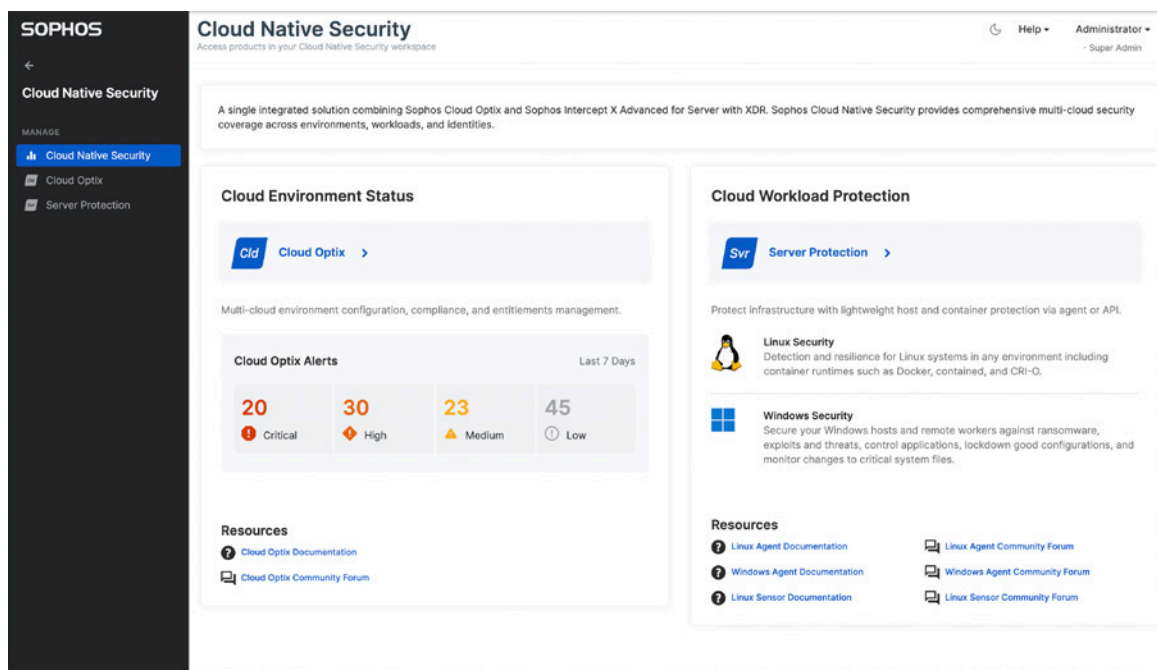 SOPHOS
Cloud Native Security
MANAGE
Cloud Native Security
Cloud Optix
Server Protection
Cloud Native Security
Access products in your Cloud Native Security workspace
Help
Administrator
· Super Admin
A single integrated solution combining Sophos Cloud Optix and Sophos Intercept X Advanced for Server with XDR. Sophos Cloud Native Security provides comprehensive multi-cloud security
coverage across environments, workloads, and identities.
Cloud Environment Status
Cld
Cloud Optix
Multi-cloud environment configuration, compliance, and entitlements management.
Cloud Optix Alerts
Last 7 Days
20
Critical
30
High
23
Medium
45
Low
Resources
Cloud Optix Documentation
Cloud Optix Community Forum
Cloud Workload Protection
Svr
Server Protection
Protect infrastructure with lightweight host and container protection via agent or API.
Linux Security
Detection and resilience for Linux systems in any environment including
container runtimes such as Docker, contained, and CRI-O.
Windows Security
Secure your Windows hosts and remote workers against ransomware,
exploits and threats, control applications, lockdown good configurations, and
monitor changes to critical system files.
Resources
Linux Agent Documentation
Linux Agent Community Forum
Windows Agent Documentation
Windows Agent Community Forum
Linux Sensor Documentation
Linux Sensor Community Forum